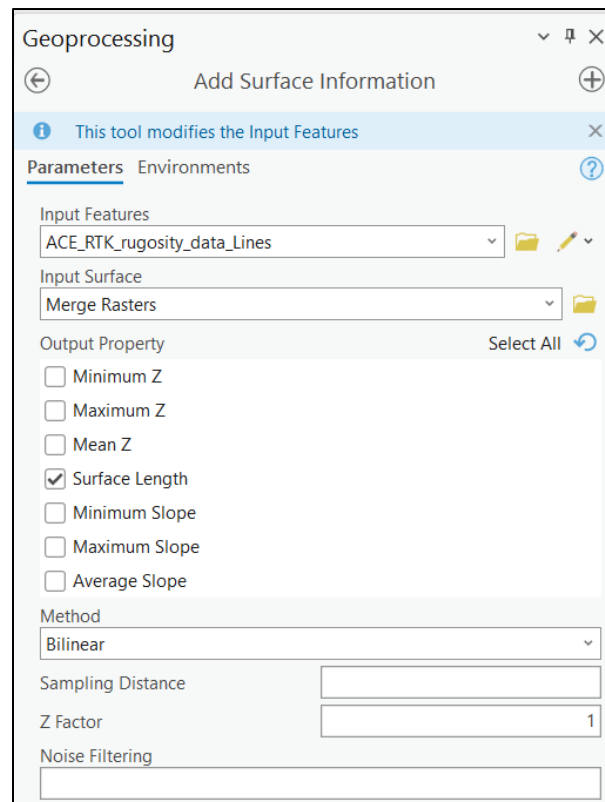 Geoprocessing
Add Surface Information
This tool modifies the Input Features
Parameters Environments
Input Features
ACE_RTK_rugosity_data_Lines
Input Surface
Merge Rasters
Output Property Select All
Minimum Z
Maximum Z
Mean Z
Surface Length
Minimum Slope
Maximum Slope
Average Slope
Method
Bilinear
Sampling Distance
Z Factor 1
Noise Filtering